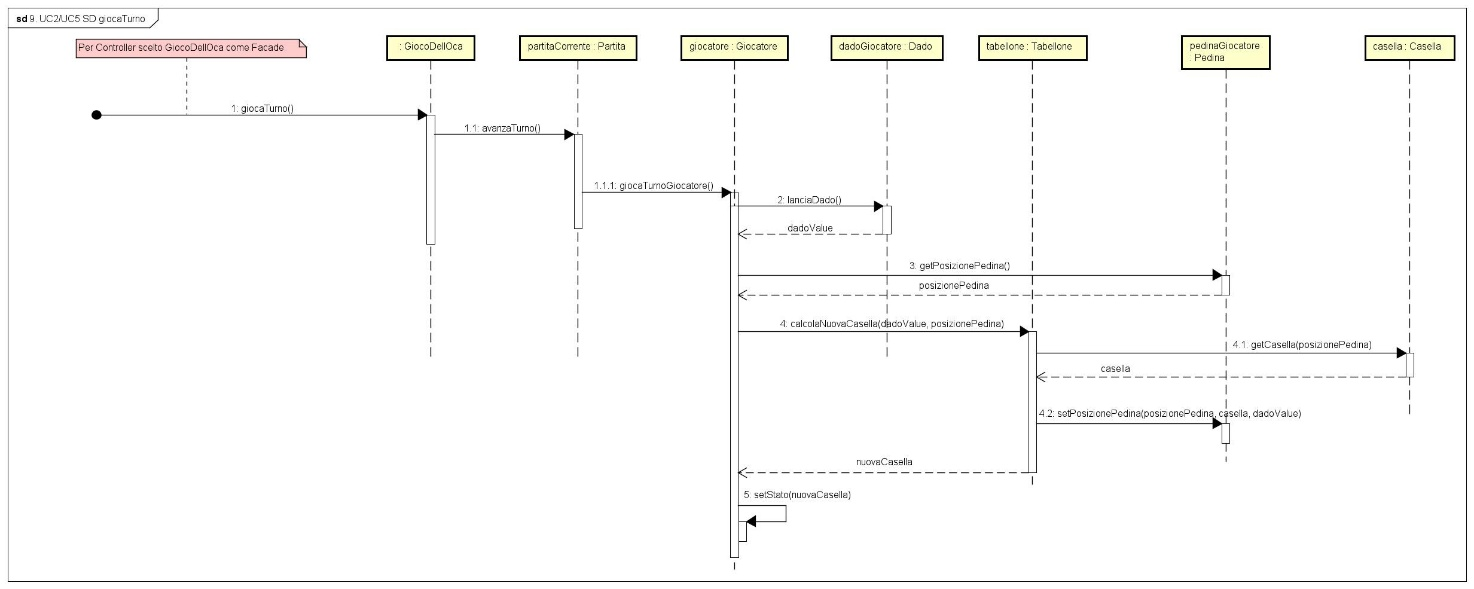 sd 9. UC2/UC5 SD giocaTurno
Per Controller scelto GiocoDellOca come Facade
: GiocoDellOca
partitaCorrente : Partita
giocatore : Giocatore
dadoGiocatore : Dado
tabellone : Tabellone
pedinaGiocatore
: Pedina
casella : Casella
1: giocaTurno()
1.1: avanzaTurno()
1.1.1: giocaTurnoGiocatore()
2: lanciaDado()
dadoValue
3: getPosizionePedina()
posizionePedina
4: calcolaNuovaCasella(dadoValue, posizionePedina)
4.1: getCasella(posizionePedina)
casella
4.2: setPosizionePedina(posizionePedina, casella, dadoValue)
nuovaCasella
5: setStato(nuovaCasella)